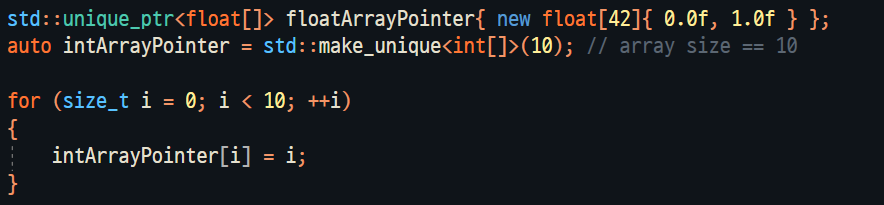 std::unique_ptr<float[]> floatArrayPointer{ new float[42]{ 0.0f, 1.0f } };
auto intArrayPointer = std::make_unique<int[]>(10); // array size == 10
for (size_t i = 0; i < 10; ++i)
{
intArrayPointer[i] = i;
}